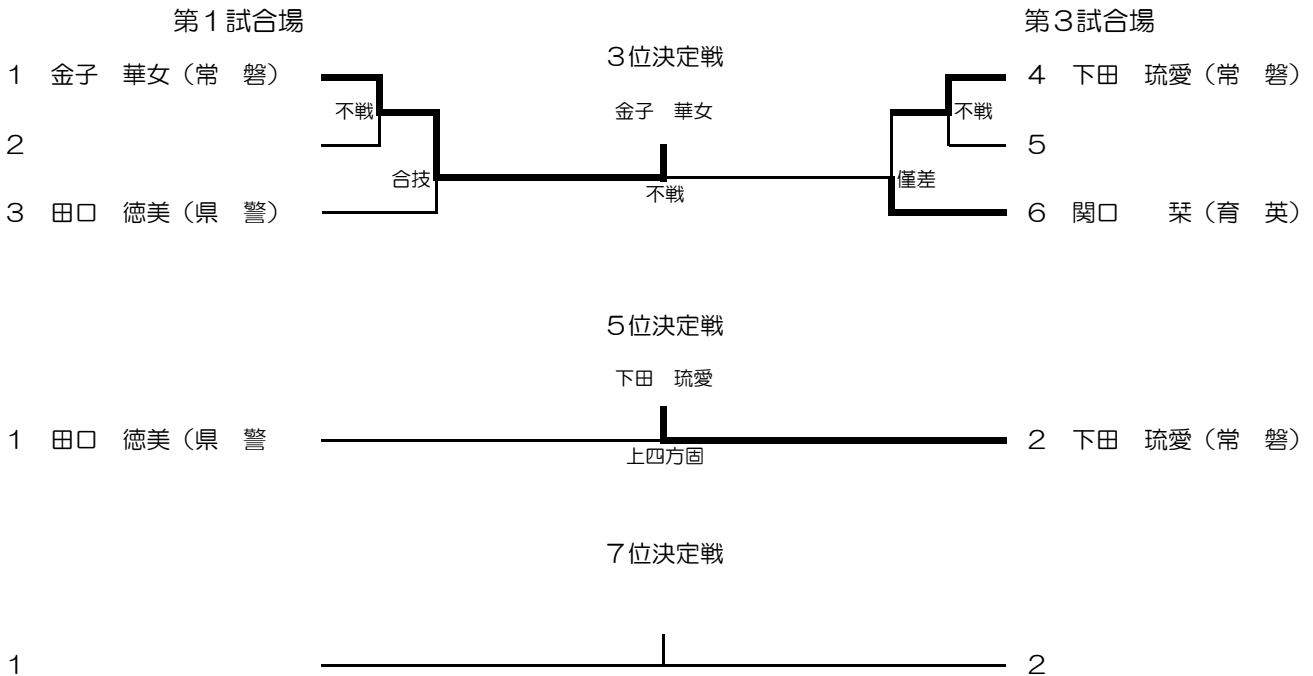 第１試合場　第３試合場
３位決定戦
１　金子　華女（常　磐）　４　下田　琉愛（常　磐）
不戦　金子　華女　不戦
２　５
合技　不戦　僅差
３　田口　徳美（県　警）　６　関口　　栞（育　英）
５位決定戦
下田　琉愛
１　田口　徳美（県　警　２　下田　琉愛（常　磐）
上四方固
７位決定戦
１　２